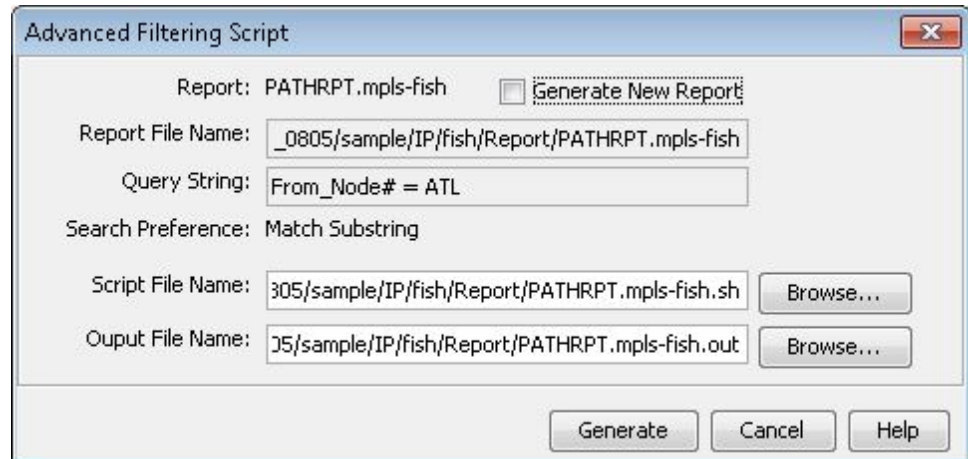 Advanced Filtering Script
Report: PATHRPT.mpls-fish Generate New Report
Report File Name: _0805/sample/IP/fish/Report/PATHRPT.mpls-fish
Query String: From_Node# = ATL
Search Preference: Match Substring
Script File Name: 305/sample/IP/fish/Report/PATHRPT.mpls-fish.sh Browse...
Ouput File Name: 05/sample/IP/fish/Report/PATHRPT.mpls-fish.out Browse...
Generate Cancel Help